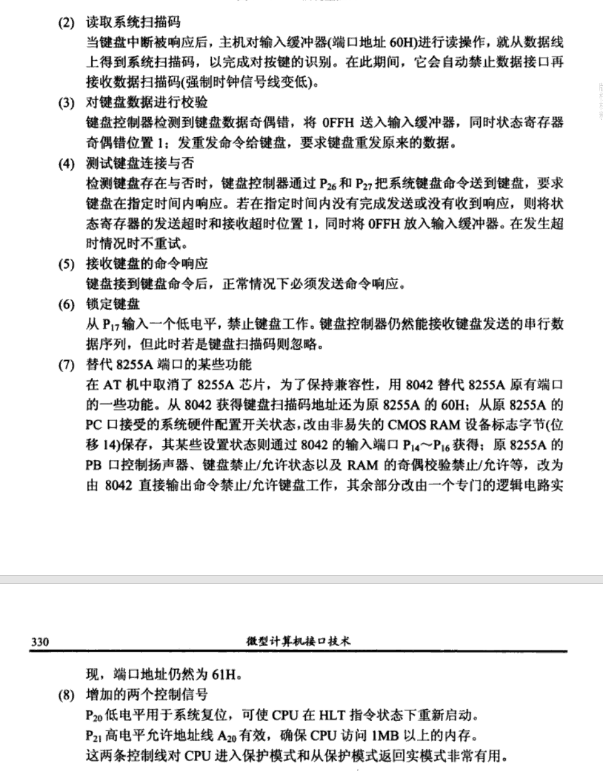 (2) 读取系统扫描码
当键盘中断被响应后，主机对输入缓冲器(端口地址 60H)进行读操作，就从数据线
上得到系统扫描码，以完成对按键的识别。在此期间，它会自动禁止数据接口再
接收数据扫描码(强制时钟信号线变低)。
(3) 对键盘数据进行校验
键盘控制器检测到键盘数据奇偶错，将 0FFH 送入输入缓冲器，同时状态寄存器
奇偶错位置 1；发重发命令给键盘，要求键盘重发原来的数据。
(4) 测试键盘连接与否
检测键盘存在与否时，键盘控制器通过 P26 和 P27 把系统键盘命令送到键盘，要求
键盘在指定时间内响应。若在指定时间内没有完成发送或没有收到响应，则将状
态寄存器的发送超时和接收超时位置 1，同时将 0FFH 放入输入缓冲器。在发生超
时情况时不重试。
(5) 接收键盘的命令响应
键盘接到键盘命令后，正常情况下必须发送命令响应。
(6) 锁定键盘
从 P17 输入一个低电平，禁止键盘工作。键盘控制器仍然能接收键盘发送的串行数
据序列，但此时若是键盘扫描码则忽略。
(7) 替代 8255A 端口的某些功能
在 AT 机中取消了 8255A 芯片，为了保持兼容性，用 8042 替代 8255A 原有端口
的一些功能。从 8042 获得键盘扫描码地址还为原 8255A 的 60H；从原 8255A 的
PC 口接受的系统硬件配置开关状态，改由非易失的 CMOS RAM 设备标志字节(位
移 14)保存，其某些设置状态则通过 8042 的输入端口 P14～P16 获得；原 8255A 的
PB 口控制扬声器、键盘禁止/允许状态以及 RAM 的奇偶校验禁止/允许等，改为
由 8042 直接输出命令禁止/允许键盘工作，其余部分改由一个专门的逻辑电路实
330 微型计算机接口技术
现，端口地址仍然为 61H。
(8) 增加的两个控制信号
P20 低电平用于系统复位，可使 CPU 在 HLT 指令状态下重新启动。
P21 高电平允许地址线 A20 有效，确保 CPU 访问 1MB 以上的内存。
这两条控制线对 CPU 进入保护模式和从保护模式返回实模式非常有用。